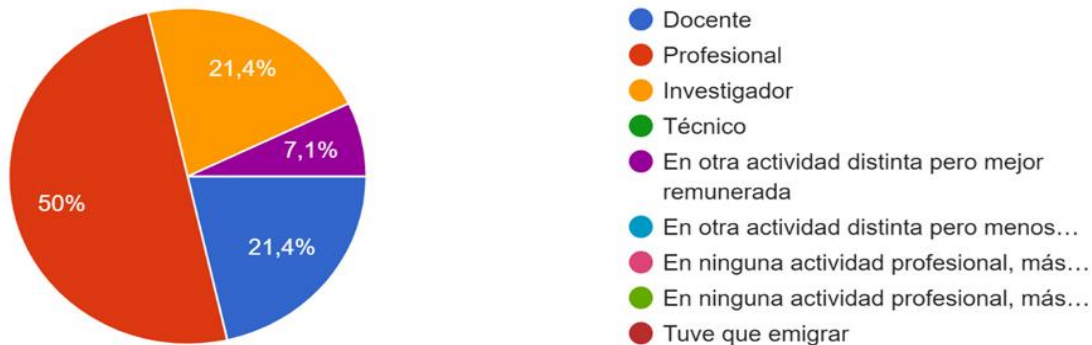 21,4%
7,1%
50%
21,4%
Docente
Profesional
Investigador
Técnico
En otra actividad distinta pero mejor
remunerada
En otra actividad distinta pero menos…
En ninguna actividad profesional, más…
En ninguna actividad profesional, más…
Tuve que emigrar